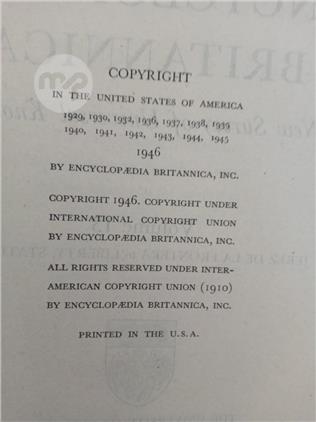 COPYRIGHT
IN THE UNITED STATES OF AMERICA
1929, 1930, 1932, 1936, 1937, 1938, 1939
1940, 1941, 1942, 1943, 1944, 1945
1946
BY ENCYCLOPÆDIA BRITANNICA, INC.
COPYRIGHT 1946. COPYRIGHT UNDER
INTERNATIONAL COPYRIGHT UNION
BY ENCYCLOPÆDIA BRITANNICA, INC.
ALL RIGHTS RESERVED UNDER INTER-
AMERICAN COPYRIGHT UNION (1910)
BY ENCYCLOPÆDIA BRITANNICA, INC.
PRINTED IN THE U.S.A.